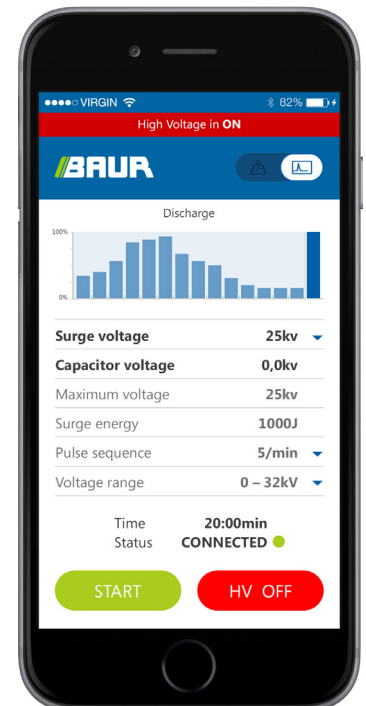 VIRGIN 82%
High Voltage in ON
BAUR
Discharge
100%
0%
Surge voltage 25kv
Capacitor voltage 0,0kv
Maximum voltage 25kv
Surge energy 1000J
Pulse sequence 5/min
Voltage range 0 – 32kV
Time 20:00min
Status CONNECTED
START HV OFF